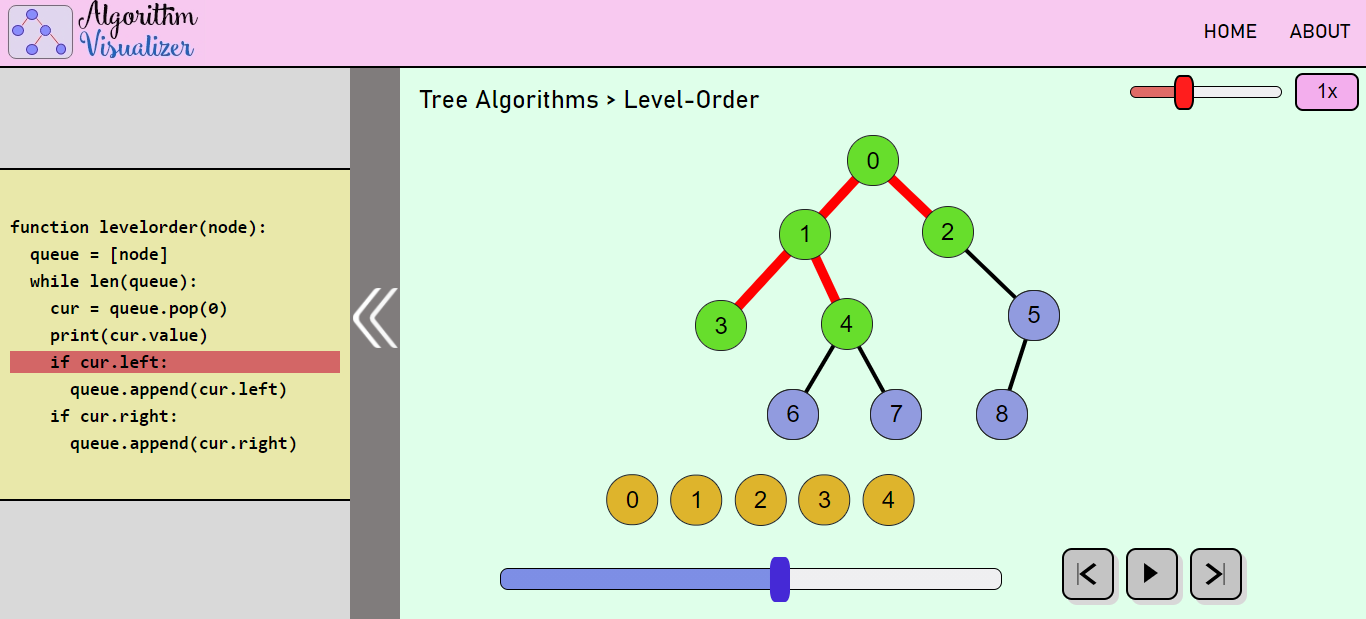 Algorithm
Visualizer
HOME ABOUT
Tree Algorithms > Level-Order
1x
function levelorder(node):
queue = [node]
while len(queue):
cur = queue.pop(0)
print(cur.value)
if cur.left:
queue.append(cur.left)
if cur.right:
queue.append(cur.right)
0
1 2
3 4 5
6 7 8
0 1 2 3 4